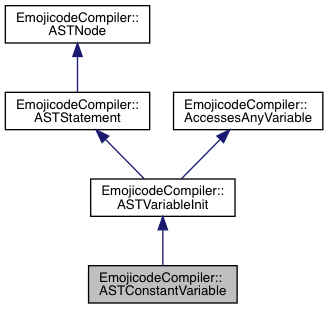 EmojicodeCompiler::
ASTNode
EmojicodeCompiler::
ASTStatement
EmojicodeCompiler::
AccessesAnyVariable
EmojicodeCompiler::
ASTVariableInit
EmojicodeCompiler::
ASTConstantVariable